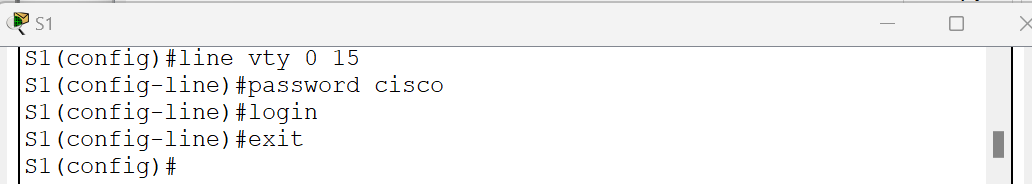 S1
S1(config)#line vty 0 15
S1(config-line)#password cisco
S1(config-line)#login
S1(config-line)#exit
S1(config)#